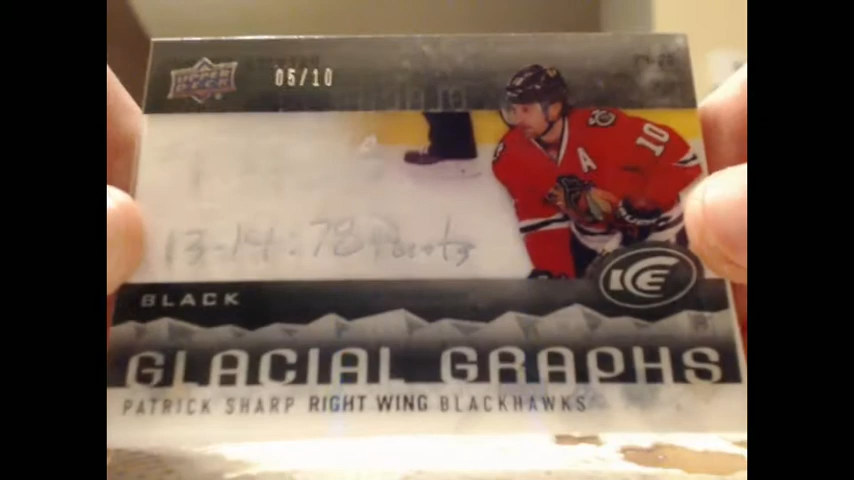 UPPER DECK
05/10
10
A
13-14: 78 Points
ICE
BLACK
GLACIAL GRAPHS
PATRICK SHARP RIGHT WING BLACKHAWKS